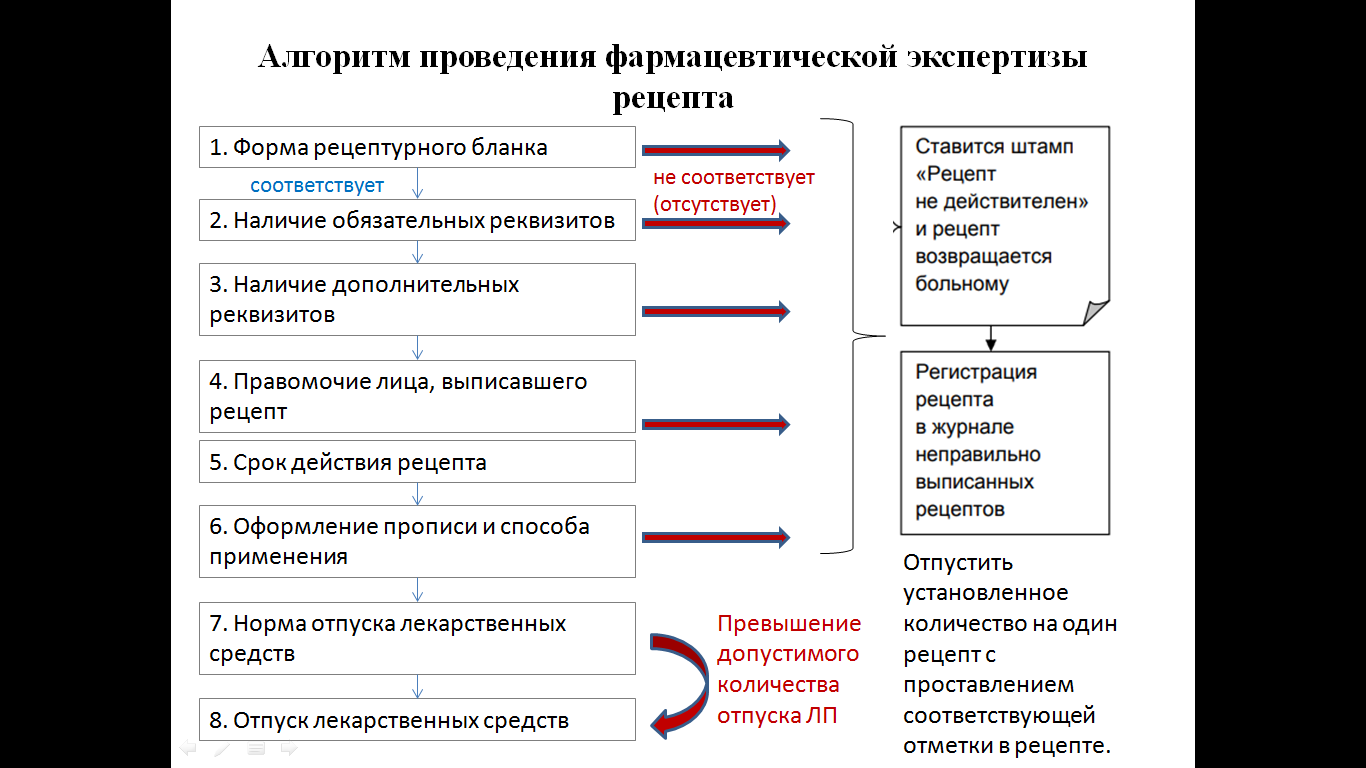 Алгоритм проведения фармацевтической экспертизы
рецепта
1. Форма рецептурного бланка
соответствует
2. Наличие обязательных реквизитов
3. Наличие дополнительных
реквизитов
4. Правомочие лица, выписавшего
рецепт
5. Срок действия рецепта
6. Оформление прописи и способа
применения
7. Норма отпуска лекарственных
средств
8. Отпуск лекарственных средств
не соответствует
(отсутствует)
Превышение
допустимого
количества
отпуска ЛП
Ставится штамп
«Рецепт
не действителен»
и рецепт
возвращается
больному
Регистрация
рецепта
в журнале
неправильно
выписанных
рецептов
Отпустить
установленное
количество на один
рецепт с
проставлением
соответствующей
отметки в рецепте.